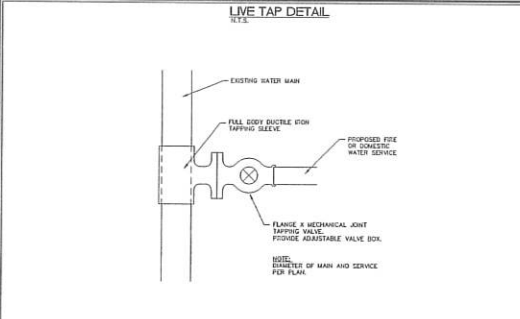 LIVE TAP DETAIL
N.T.S.
EXISTING WATER MAIN
FULL BODY DUCTILE IRON
TAPPING SLEEVE
PROPOSED FIRE
OR DOMESTIC
WATER SERVICE
FLANGE X MECHANICAL JOINT
TAPPING VALVE.
PROVIDE ADJUSTABLE VALVE BOX.
NOTE:
DIAMETER OF MAIN AND SERVICE
PER PLAN.